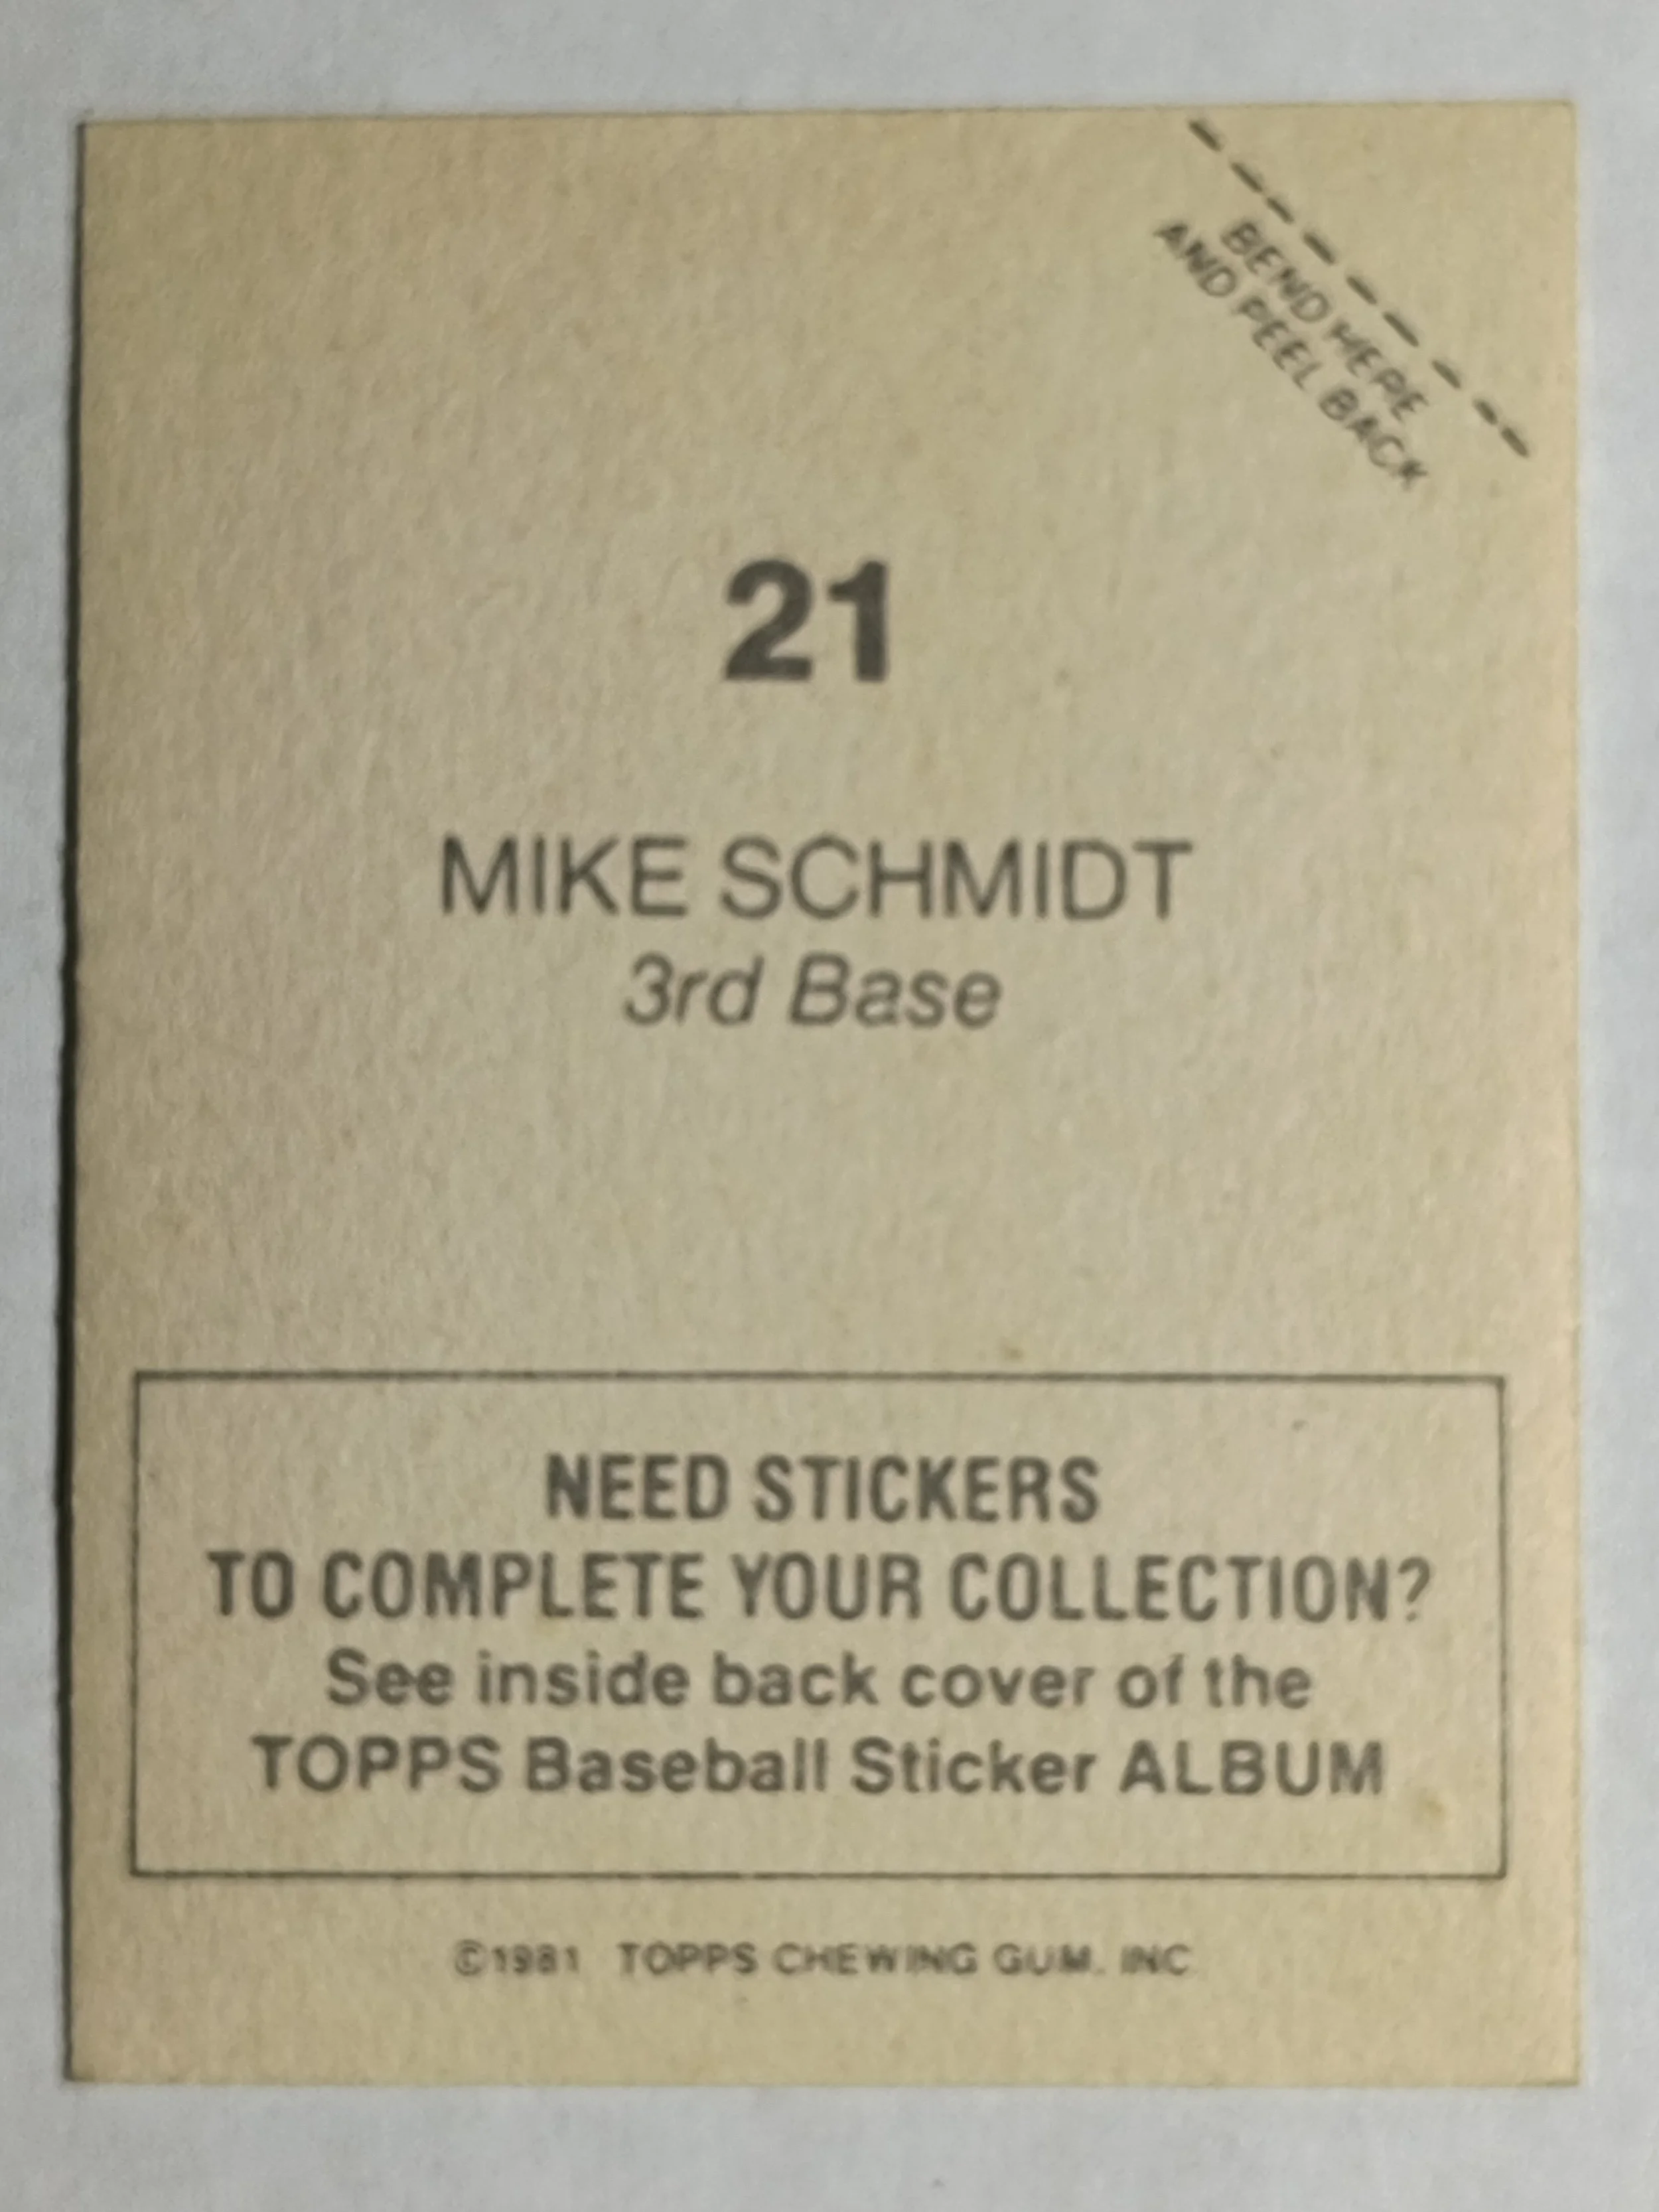 BEND HERE
AND PEEL BACK
21
MIKE SCHMIDT
3rd Base
NEED STICKERS
TO COMPLETE YOUR COLLECTION?
See inside back cover of the
TOPPS Baseball Sticker ALBUM
©1981 TOPPS CHEWING GUM. INC